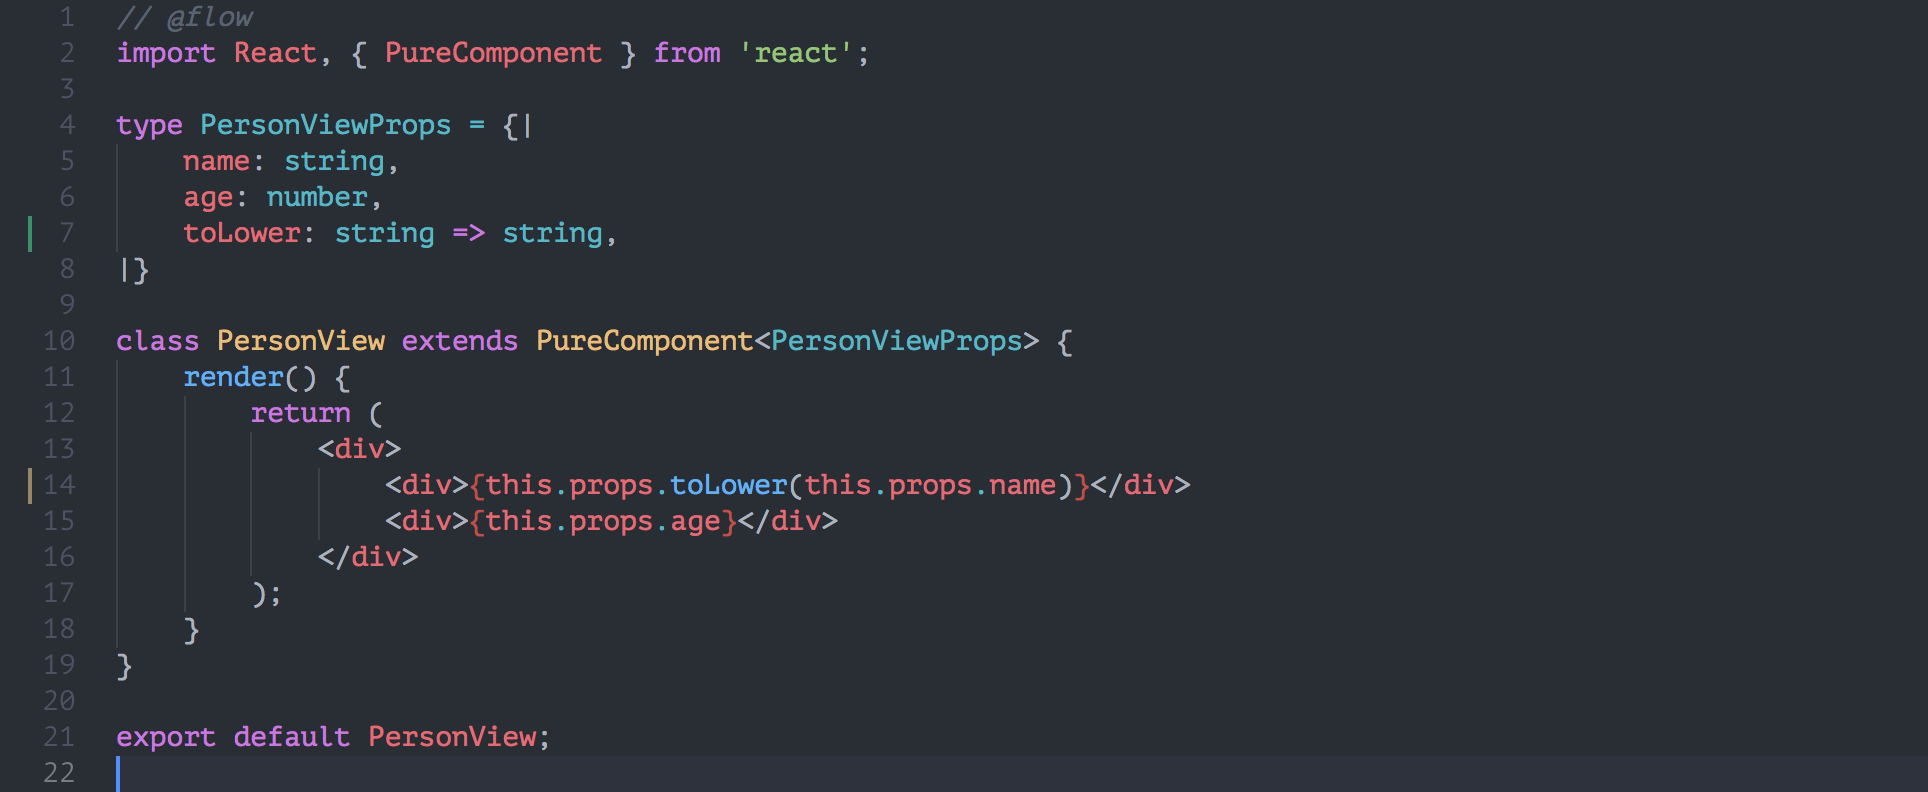 1 // @flow
2 import React, { PureComponent } from 'react';
3
4 type PersonViewProps = {|
5     name: string,
6     age: number,
7     toLower: string => string,
8 |}
9
10 class PersonView extends PureComponent<PersonViewProps> {
11     render() {
12         return (
13             <div>
14                 <div>{this.props.toLower(this.props.name)}</div>
15                 <div>{this.props.age}</div>
16             </div>
17         );
18     }
19 }
20
21 export default PersonView;
22